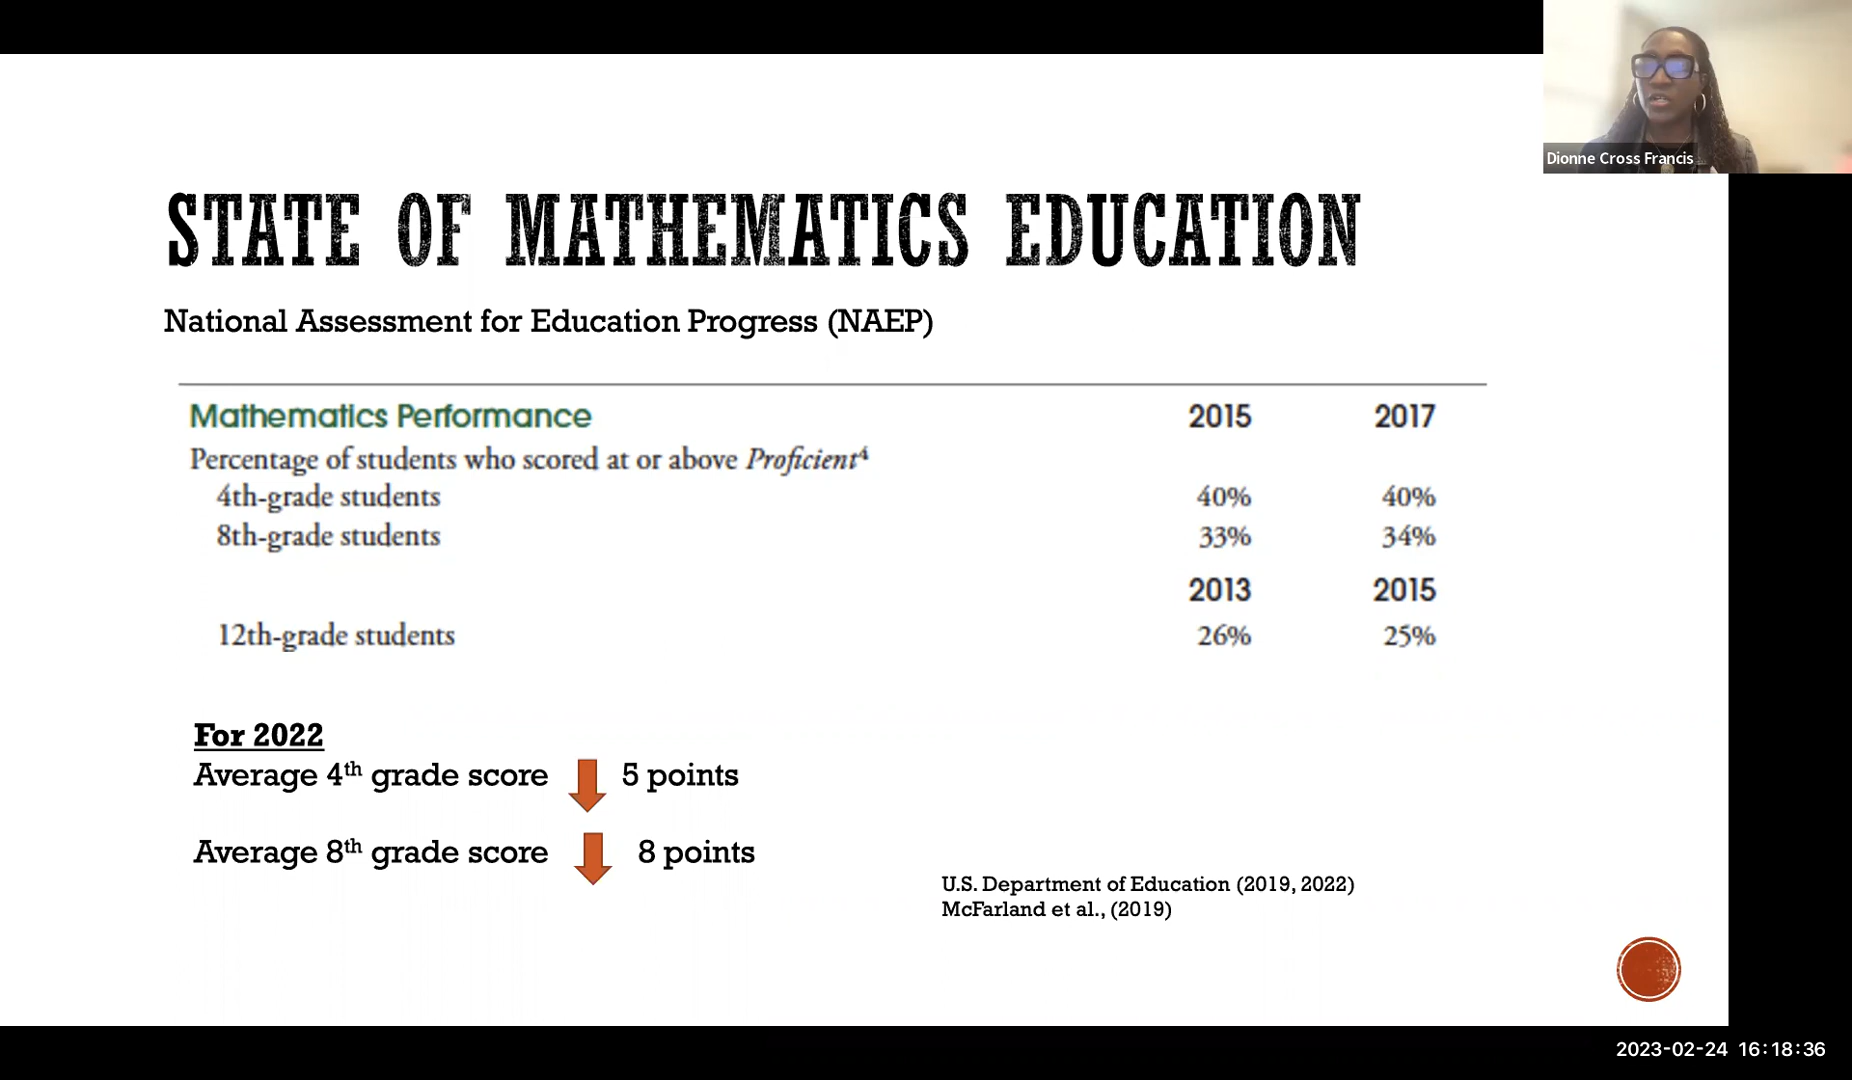 Dionne Cross Francis
STATE OF MATHEMATICS EDUCATION
National Assessment for Education Progress (NAEP)
Mathematics Performance 2015 2017
Percentage of students who scored at or above Proficient⁴
4th-grade students 40% 40%
8th-grade students 33% 34%
2013 2015
12th-grade students 26% 25%
For 2022
Average 4th grade score 5 points
Average 8th grade score 8 points
U.S. Department of Education (2019, 2022)
McFarland et al., (2019)
2023-02-24 16:18:36